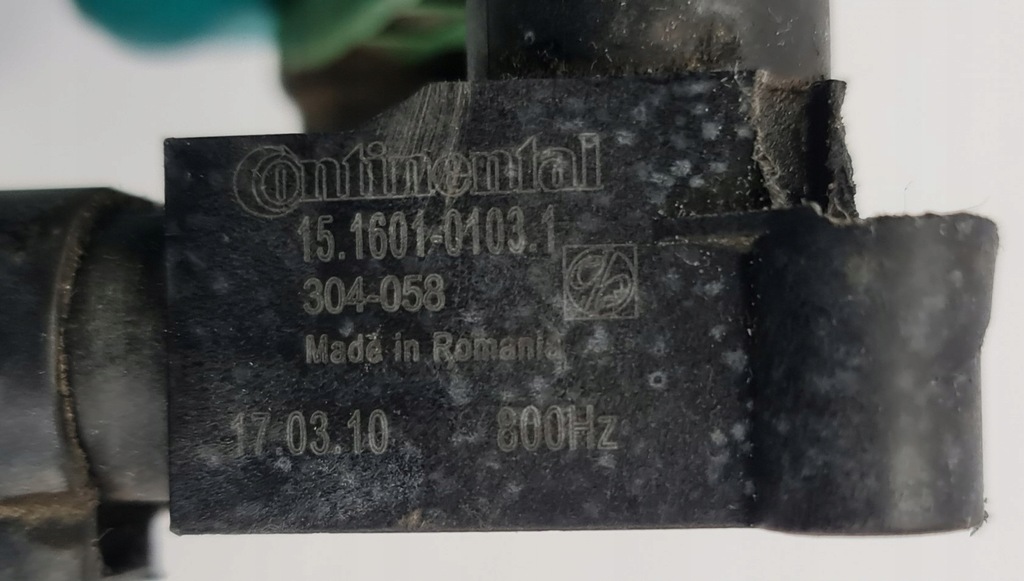 Continental
15.1601-0103.1
304-058
Made in Romania
17.03.10 800Hz